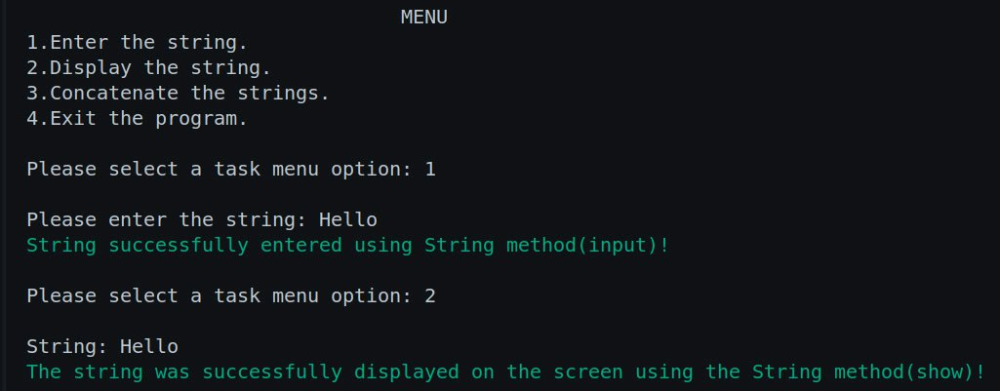 MENU
1.Enter the string.
2.Display the string.
3.Concatenate the strings.
4.Exit the program.
Please select a task menu option: 1
Please enter the string: Hello
String successfully entered using String method(input)!
Please select a task menu option: 2
String: Hello
The string was successfully displayed on the screen using the String method(show)!